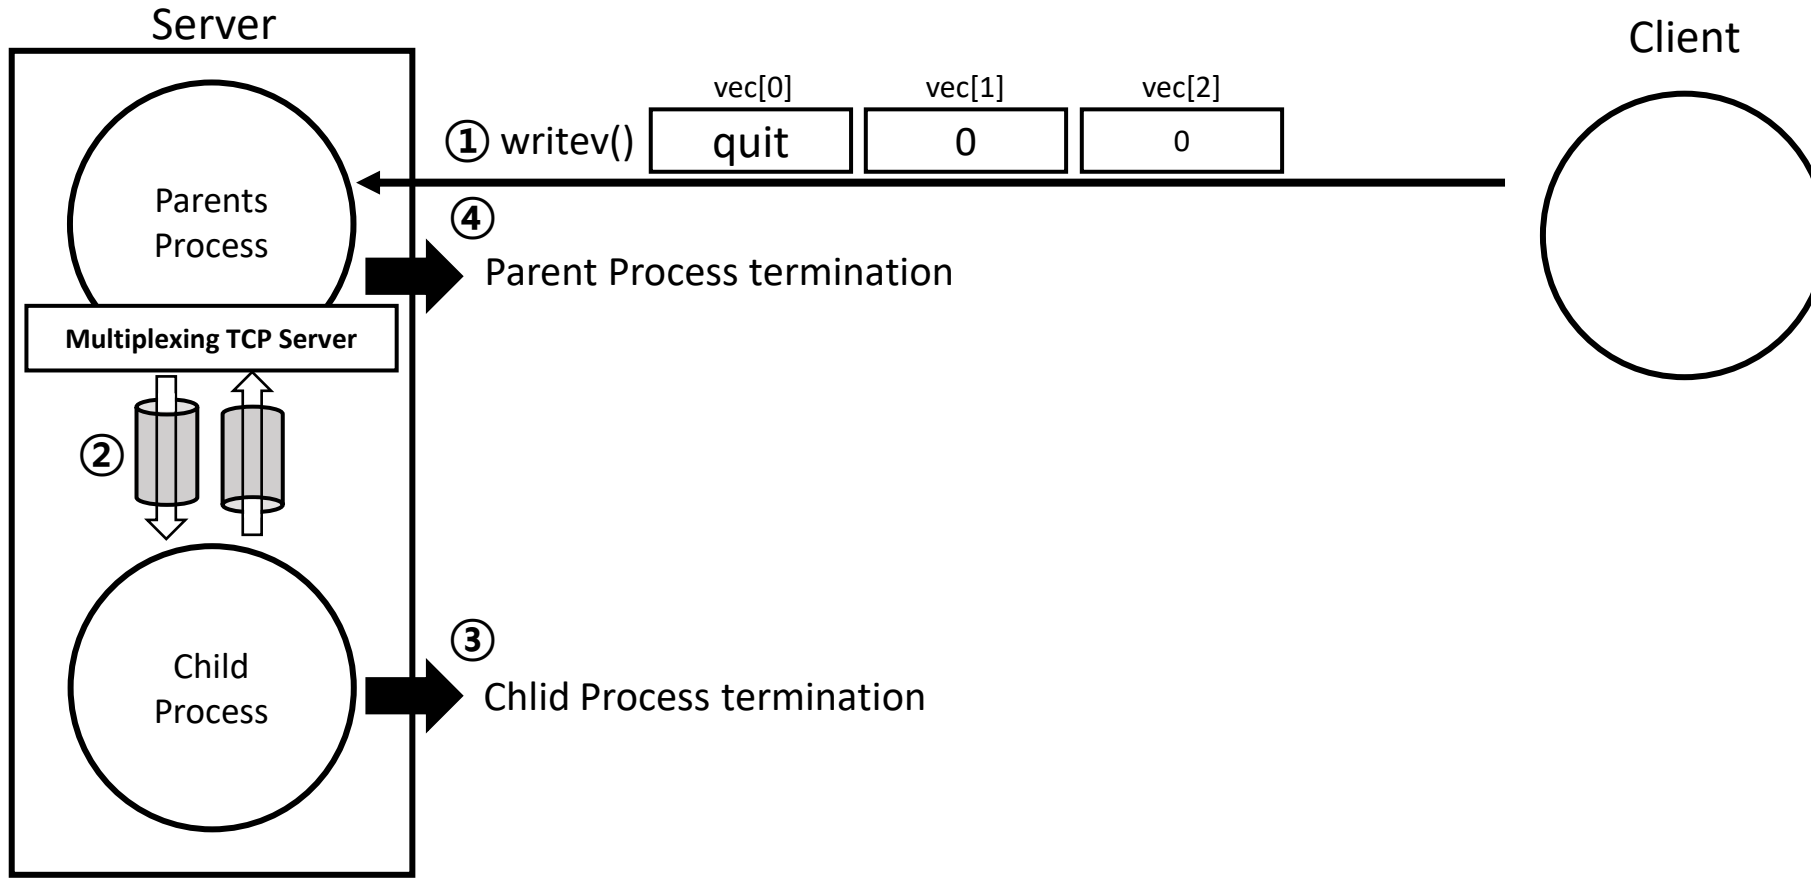 Server
Client
vec[0] vec[1] vec[2]
① writev() quit 0 0
④
Parents
Process
Parent Process termination
Multiplexing TCP Server
②
③
Child
Process
Chlid Process termination